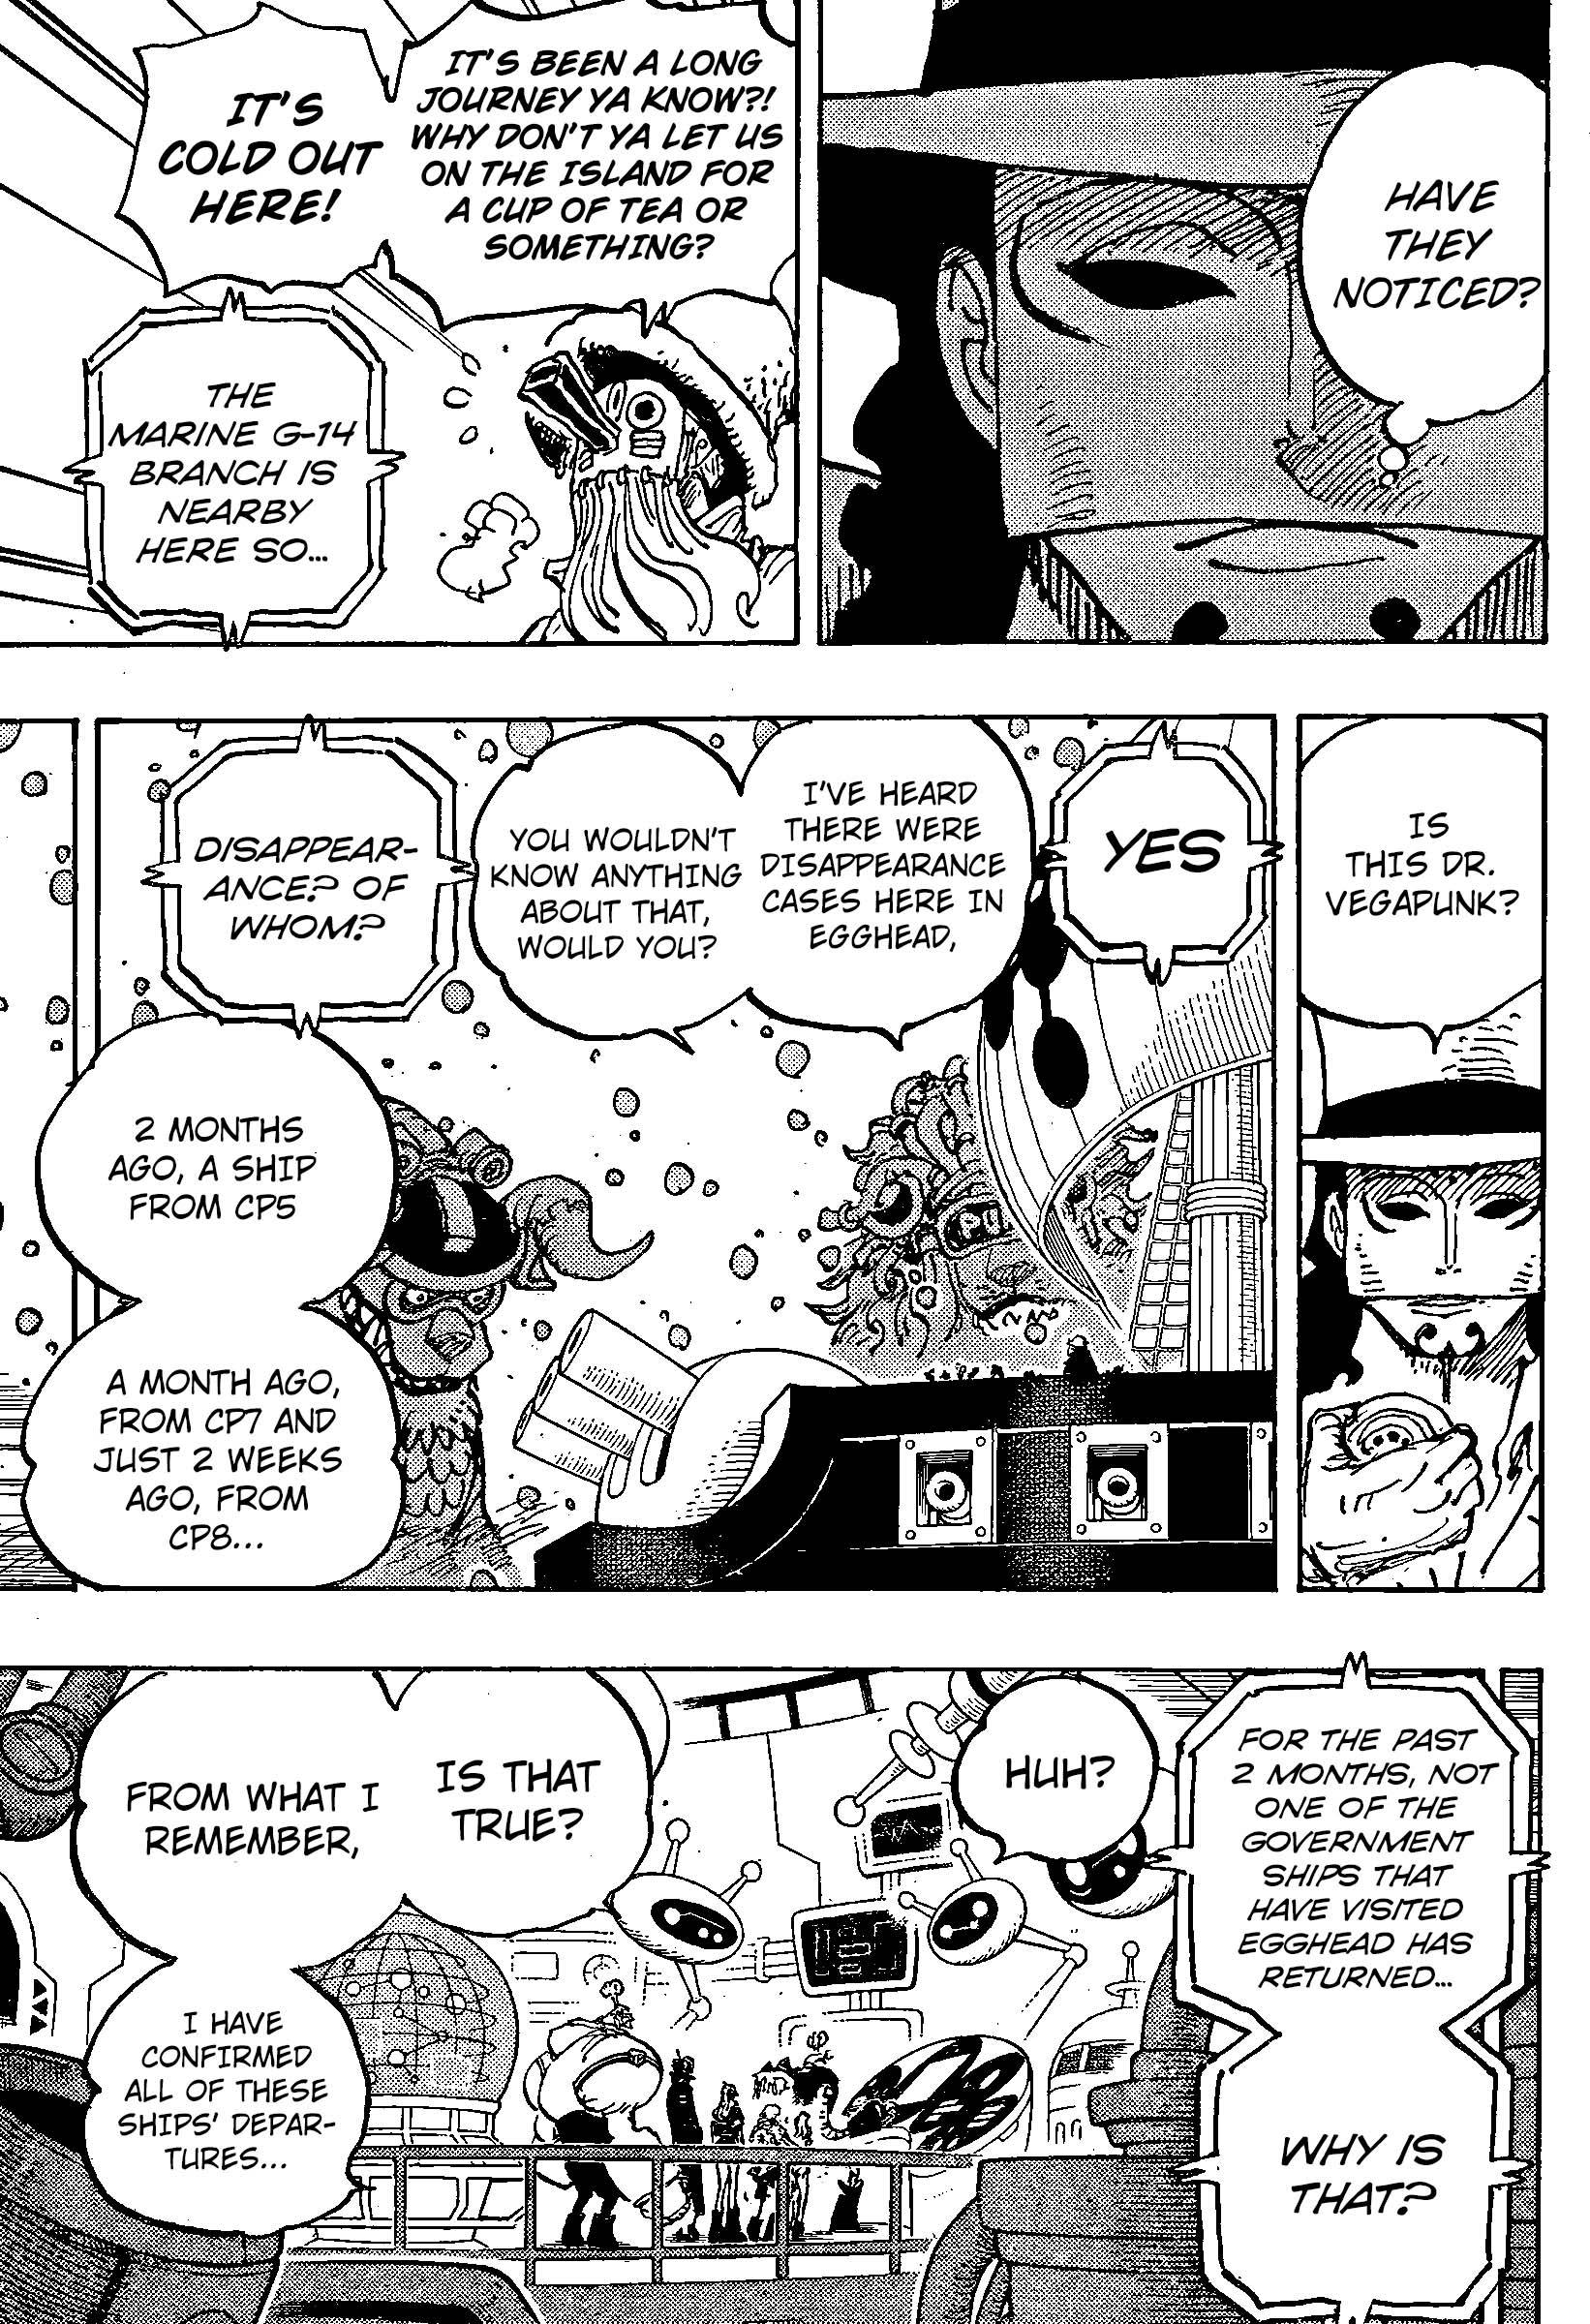 HAVE
THEY
NOTICED?
IT'S BEEN A LONG
JOURNEY YA KNOW?!
WHY DON'T YA LET US
ON THE ISLAND FOR
A CUP OF TEA OR
SOMETHING?
IT'S
COLD OUT
HERE!
THE
MARINE G-14
BRANCH IS
NEARBY
HERE SO...
IS
THIS DR.
VEGAPUNK?
YES
I'VE HEARD
THERE WERE
DISAPPEARANCE
CASES HERE IN
EGGHEAD,
YOU WOULDN'T
KNOW ANYTHING
ABOUT THAT,
WOULD YOU?
DISAPPEAR-
ANCE? OF
WHOM?
2 MONTHS
AGO, A SHIP
FROM CP5
A MONTH AGO,
FROM CP7 AND
JUST 2 WEEKS
AGO, FROM
CP8...
FOR THE PAST
2 MONTHS, NOT
ONE OF THE
GOVERNMENT
SHIPS THAT
HAVE VISITED
EGGHEAD HAS
RETURNED...
WHY IS
THAT?
HUH?
IS THAT
TRUE?
FROM WHAT I
REMEMBER,
I HAVE
CONFIRMED
ALL OF THESE
SHIPS' DEPAR-
TURES...